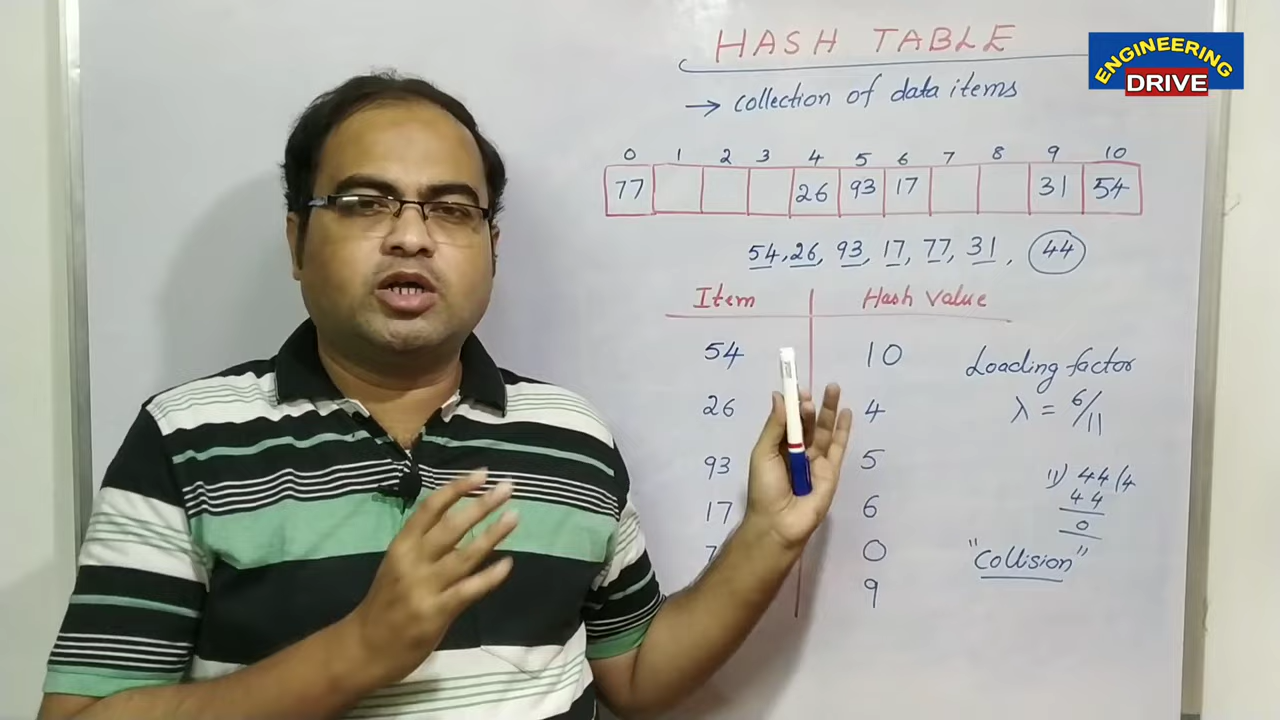 HASH TABLE
ENGINEERING
DRIVE
→ collection of data items
0 1 2 3 4 5 6 7 8 9 10
77 26 93 17 31 54
54, 26, 93, 17, 77, 31, 44
Item Hash Value
54 10
26 4
93 5
17 6
7 0
9
Loading factor
λ = 6/11
11) 44 (4
44
0
"Collision"